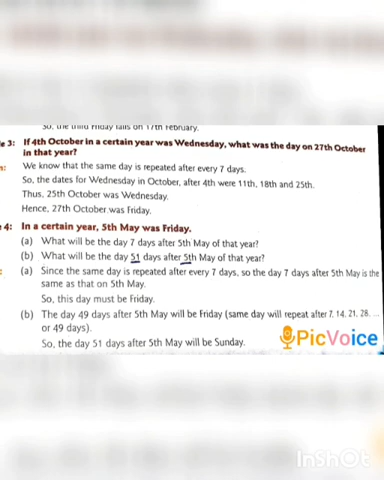 So, the third Friday falls on 17th February.
e 3: If 4th October in a certain year was Wednesday, what was the day on 27th October
in that year?
n: We know that the same day is repeated after every 7 days.
So, the dates for Wednesday in October, after 4th were 11th, 18th and 25th.
Thus, 25th October was Wednesday.
Hence, 27th October was Friday.
e 4: In a certain year, 5th May was Friday.
(a) What will be the day 7 days after 5th May of that year?
(b) What will be the day 51 days after 5th May of that year?
: (a) Since the same day is repeated after every 7 days, so the day 7 days after 5th May is the
same as that on 5th May.
So, this day must be Friday.
(b) The day 49 days after 5th May will be Friday (same day will repeat after 7, 14, 21, 28, ...
or 49 days).
So, the day 51 days after 5th May will be Sunday.
PicVoice
InShOt